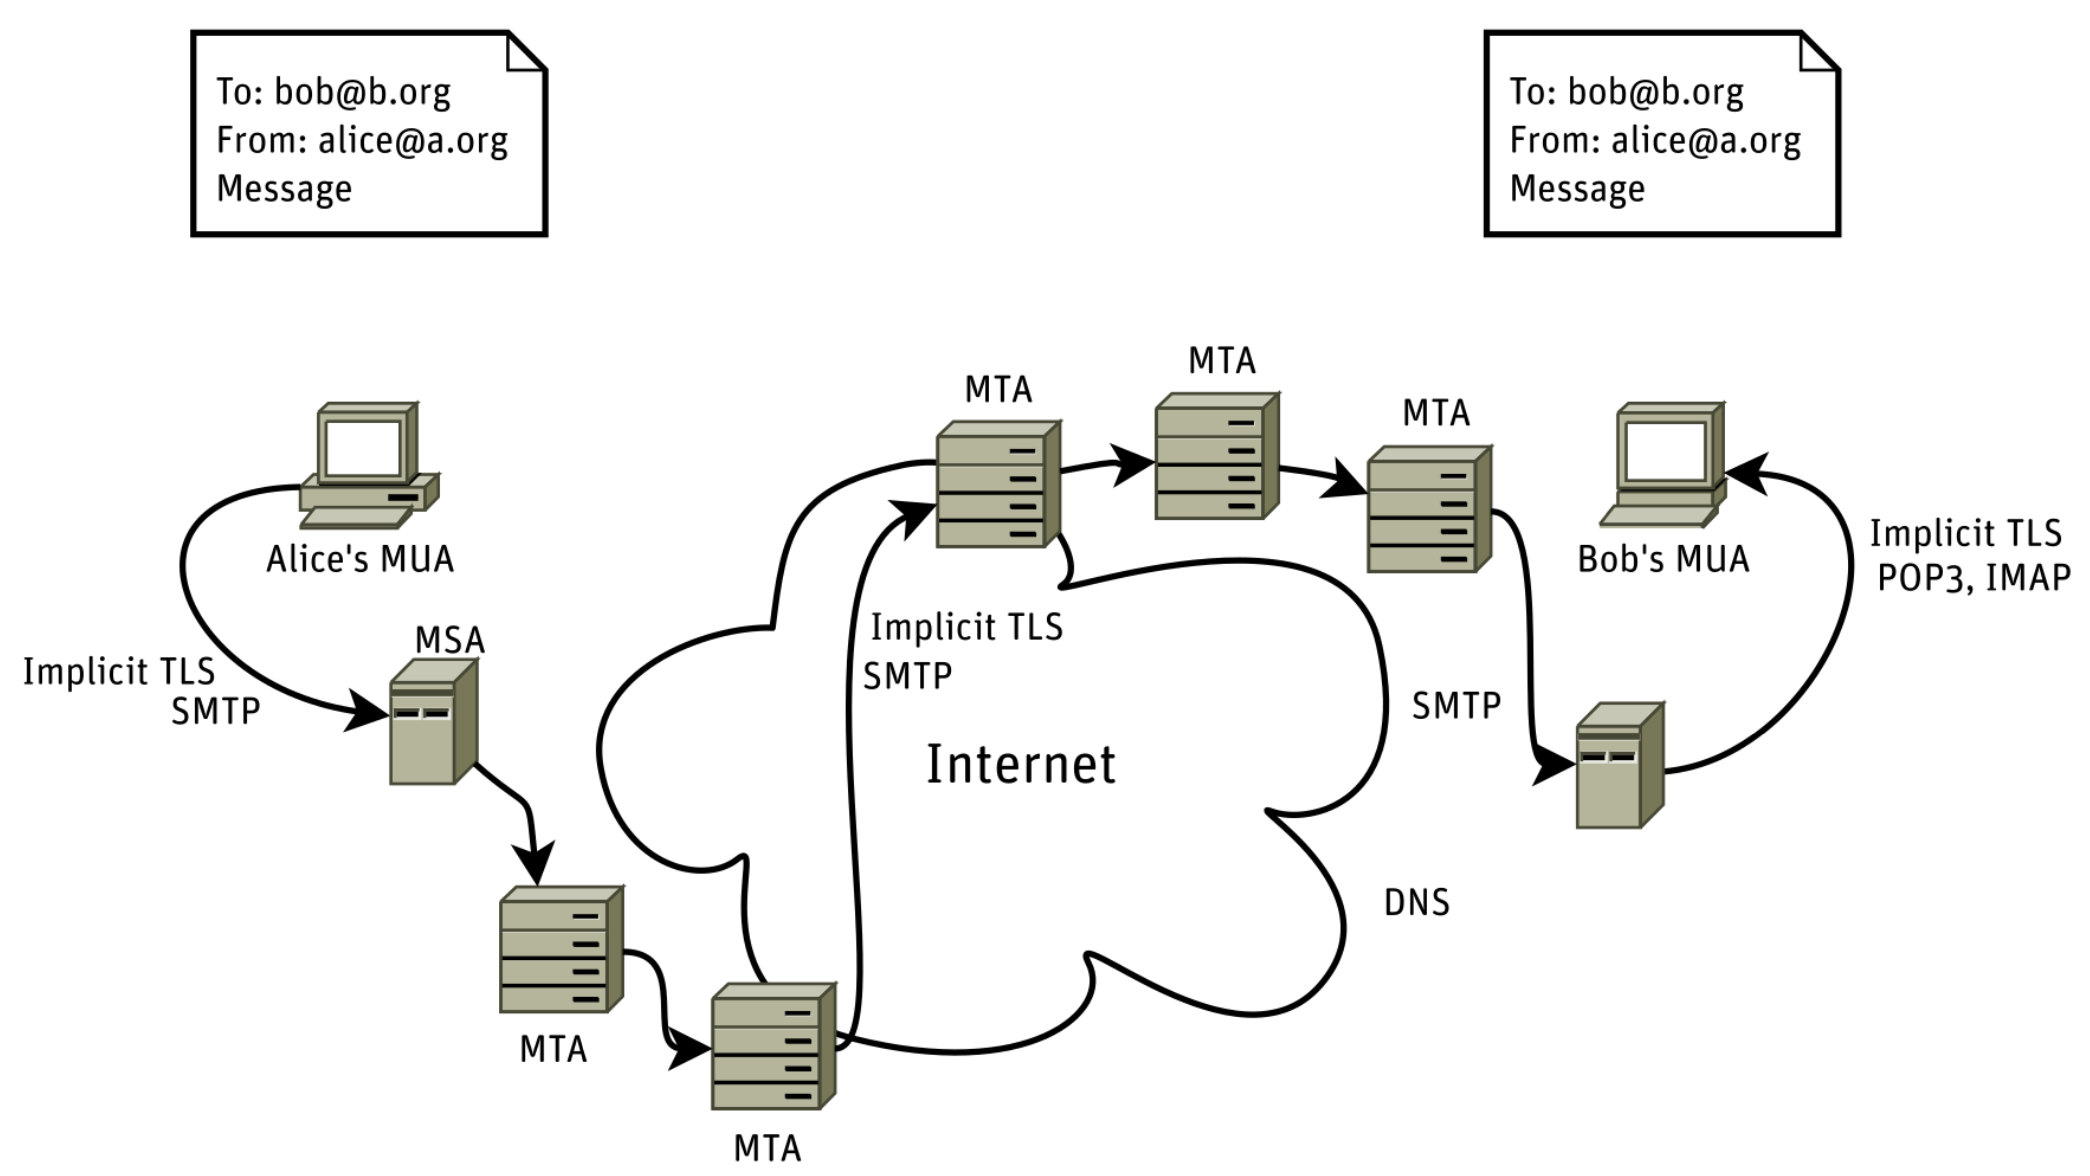 To: bob@b.org
From: alice@a.org
Message
To: bob@b.org
From: alice@a.org
Message
MTA
MTA
MTA
Alice's MUA
Bob's MUA
Implicit TLS
POP3, IMAP
MSA
Implicit TLS
SMTP
Implicit TLS
SMTP
SMTP
Internet
DNS
MTA
MTA